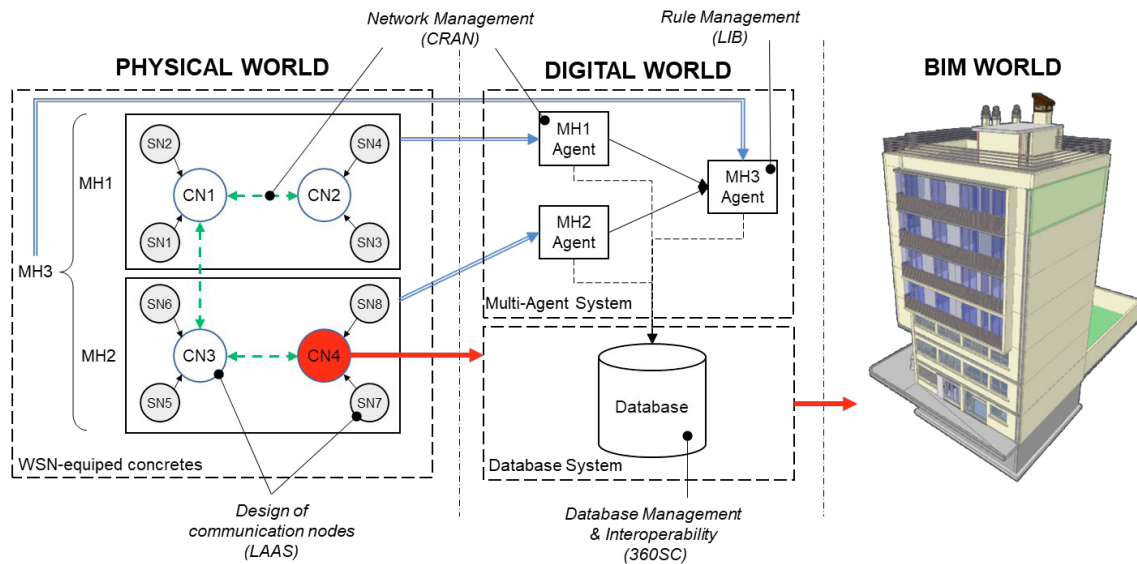 Network Management
(CRAN)
Rule Management
(LIB)
PHYSICAL WORLD
DIGITAL WORLD
BIM WORLD
SN2
SN4
MH1
CN1
CN2
SN1
SN3
MH3
SN6
SN8
MH2
CN3
CN4
SN5
SN7
WSN-equiped concretes
MH1
Agent
MH3
Agent
MH2
Agent
Multi-Agent System
Database
Database System
Design of
communication nodes
(LAAS)
Database Management
& Interoperability
(360SC)